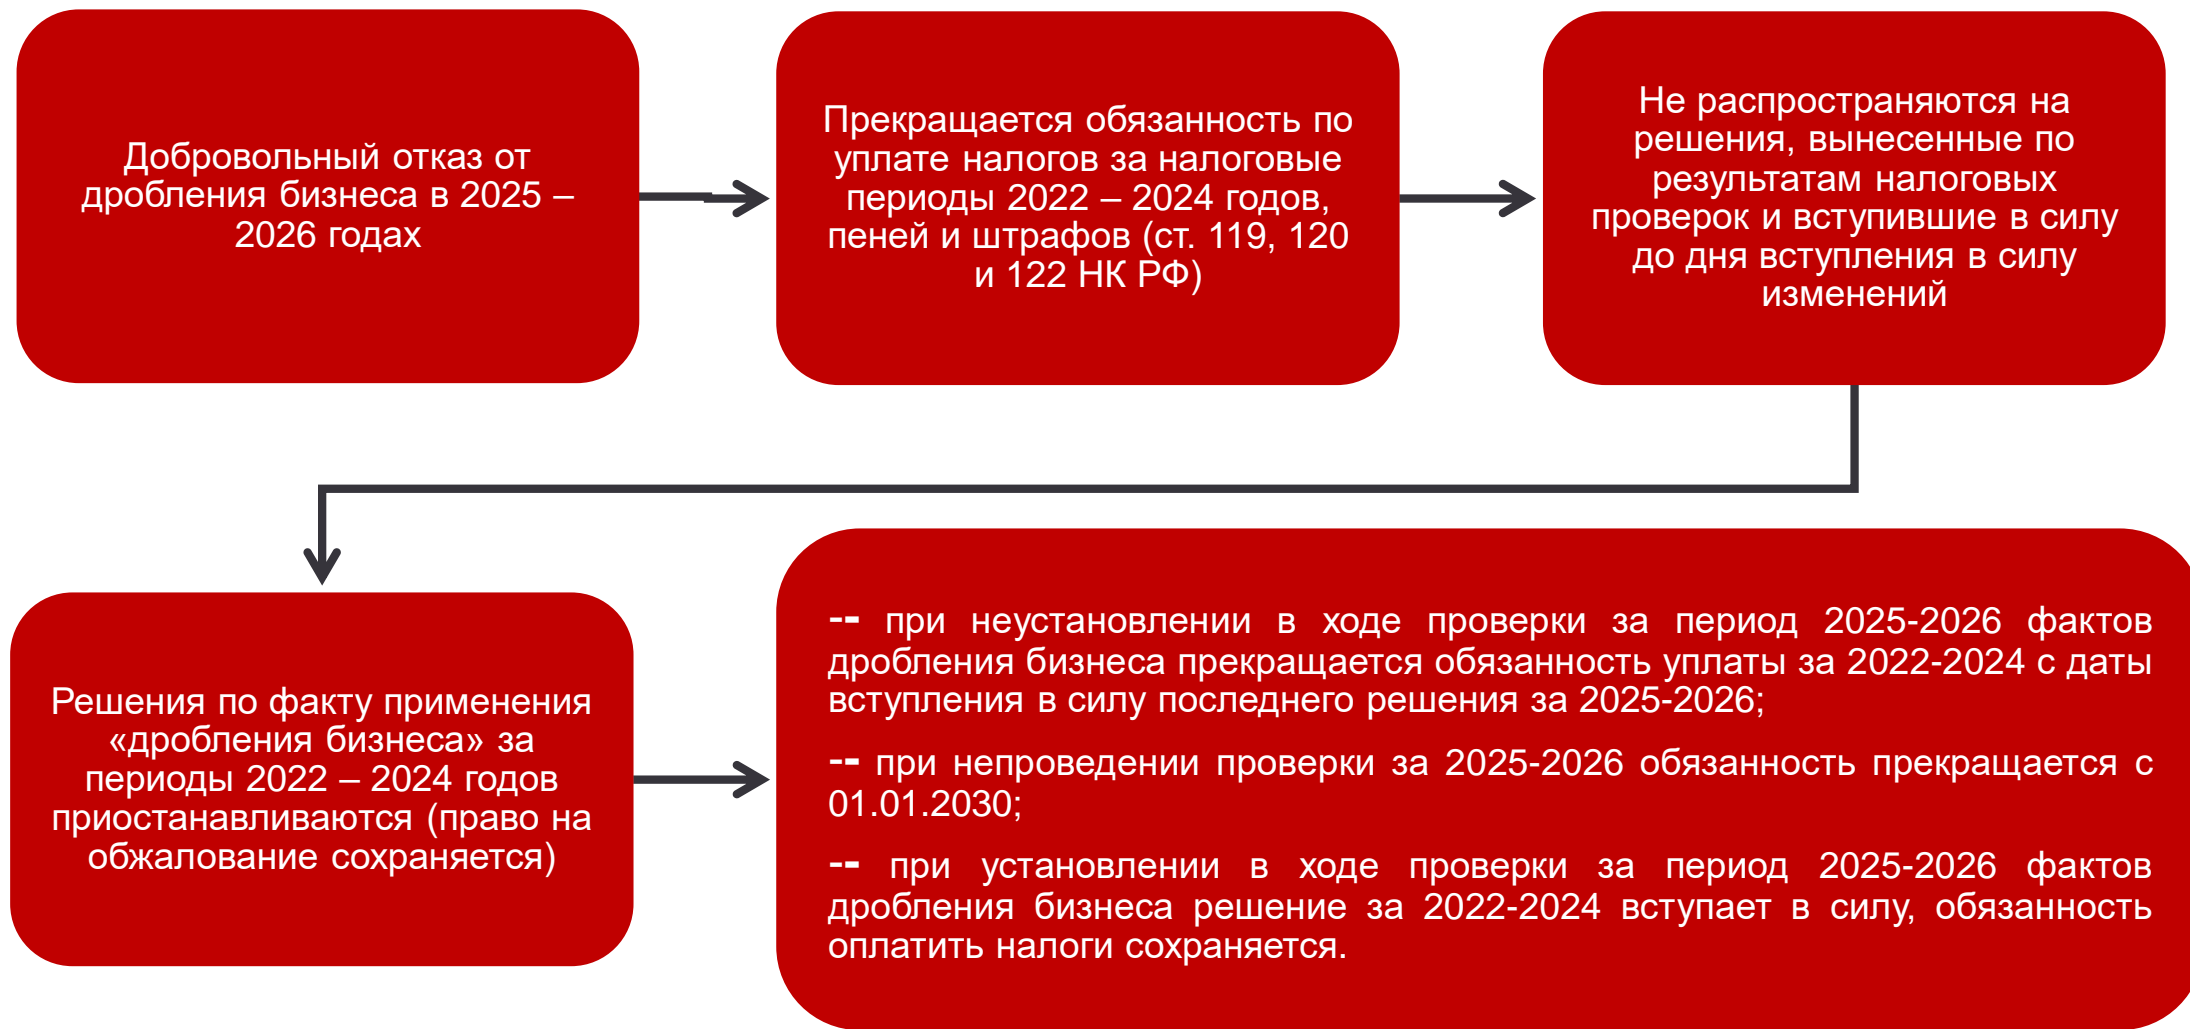 Добровольный отказ от
дробления бизнеса в 2025 –
2026 годах
Прекращается обязанность по
уплате налогов за налоговые
периоды 2022 – 2024 годов,
пеней и штрафов (ст. 119, 120
и 122 НК РФ)
Не распространяются на
решения, вынесенные по
результатам налоговых
проверок и вступившие в силу
до дня вступления в силу
изменений
Решения по факту применения
«дробления бизнеса» за
периоды 2022 – 2024 годов
приостанавливаются (право на
обжалование сохраняется)
-- при неустановлении в ходе проверки за период 2025-2026 фактов
дробления бизнеса прекращается обязанность уплаты за 2022-2024 с даты
вступления в силу последнего решения за 2025-2026;
-- при непроведении проверки за 2025-2026 обязанность прекращается с
01.01.2030;
-- при установлении в ходе проверки за период 2025-2026 фактов
дробления бизнеса решение за 2022-2024 вступает в силу, обязанность
оплатить налоги сохраняется.